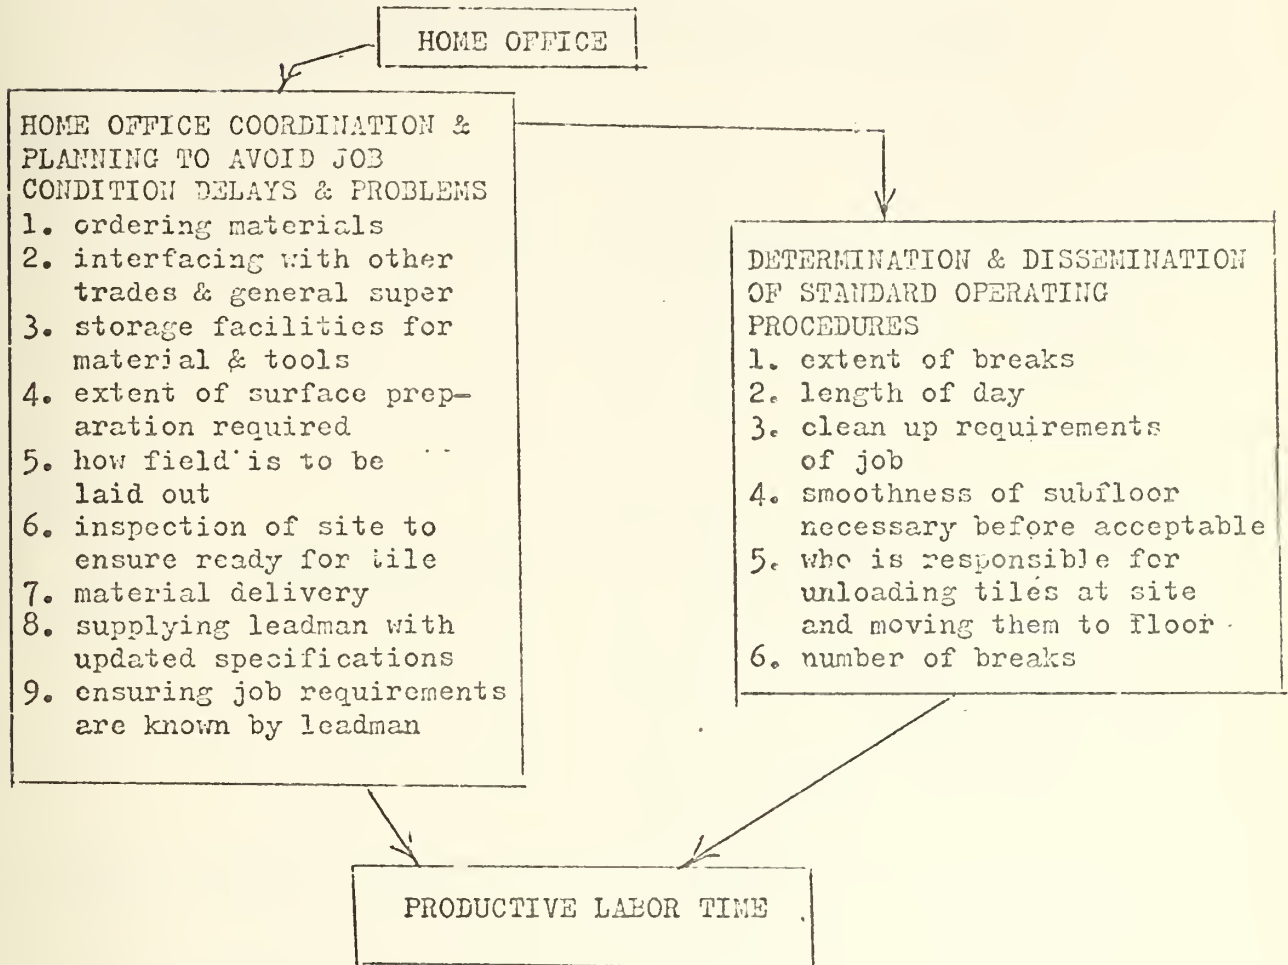 HOME OFFICE
HOME OFFICE COORDINATION &
PLANNING TO AVOID JOB
CONDITION DELAYS & PROBLEMS
1. ordering materials
2. interfacing with other
trades & general super
3. storage facilities for
material & tools
4. extent of surface prep-
aration required
5. how field is to be
laid out
6. inspection of site to
ensure ready for tile
7. material delivery
8. supplying leadman with
updated specifications
9. ensuring job requirements
are known by leadman
DETERMINATION & DISSEMINATION
OF STANDARD OPERATING
PROCEDURES
1. extent of breaks
2. length of day
3. clean up requirements
of job
4. smoothness of subfloor
necessary before acceptable
5. who is responsible for
unloading tiles at site
and moving them to floor
6. number of breaks
PRODUCTIVE LABOR TIME